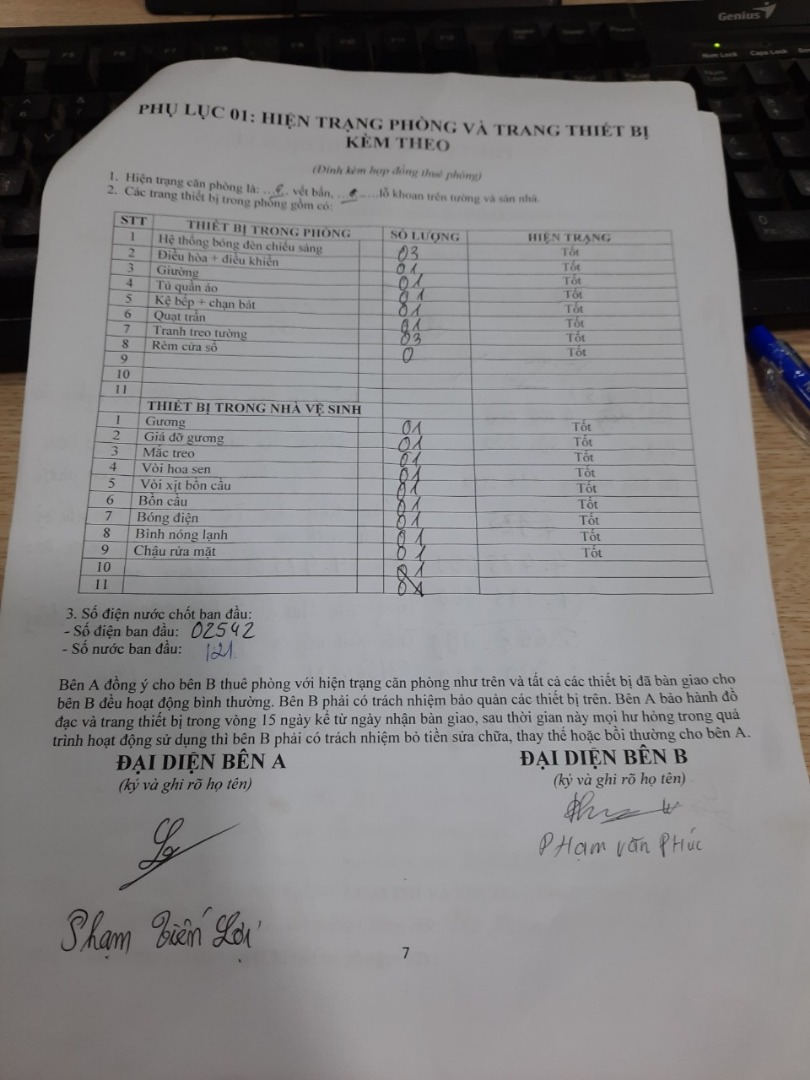 Genius
Num Lock Caps Lock
PHỤ LỤC 01: HIỆN TRẠNG PHÒNG VÀ TRANG THIẾT BỊ
KÈM THEO
(Đính kèm hợp đồng thuê phòng)
1. Hiện trạng căn phòng là: ... vết bẩn, ... lỗ khoan trên tường và sàn nhà.
2. Các trang thiết bị trong phòng gồm có:
STT THIẾT BỊ TRONG PHÒNG SỐ LƯỢNG HIỆN TRẠNG
1 Hệ thống bóng đèn chiếu sáng 03 Tốt
2 Điều hòa + điều khiển 01 Tốt
3 Giường 01 Tốt
4 Tủ quần áo 01 Tốt
5 Kệ bếp + chạn bát 01 Tốt
6 Quạt trần 01 Tốt
7 Tranh treo tường 03 Tốt
8 Rèm cửa sổ 0 Tốt
9
10
11
THIẾT BỊ TRONG NHÀ VỆ SINH
1 Gương 01 Tốt
2 Giá đỡ gương 01 Tốt
3 Mắc treo 01 Tốt
4 Vòi hoa sen 01 Tốt
5 Vòi xịt bồn cầu 01 Tốt
6 Bồn cầu 01 Tốt
7 Bóng điện 01 Tốt
8 Bình nóng lạnh 01 Tốt
9 Chậu rửa mặt 01 Tốt
10 01
11
3. Số điện nước chốt ban đầu:
- Số điện ban đầu: 02542
- Số nước ban đầu: 121
Bên A đồng ý cho bên B thuê phòng với hiện trạng căn phòng như trên và tất cả các thiết bị đã bàn giao cho
bên B đều hoạt động bình thường. Bên B phải có trách nhiệm bảo quản các thiết bị trên. Bên A bảo hành đồ
đạc và trang thiết bị trong vòng 15 ngày kể từ ngày nhận bàn giao, sau thời gian này mọi hư hỏng trong quá
trình hoạt động sử dụng thì bên B phải có trách nhiệm bỏ tiền sửa chữa, thay thế hoặc bồi thường cho bên A.
ĐẠI DIỆN BÊN A ĐẠI DIỆN BÊN B
(ký và ghi rõ họ tên) (ký và ghi rõ họ tên)
Phạm Văn Phúc
Phạm Tiến Lợi
7